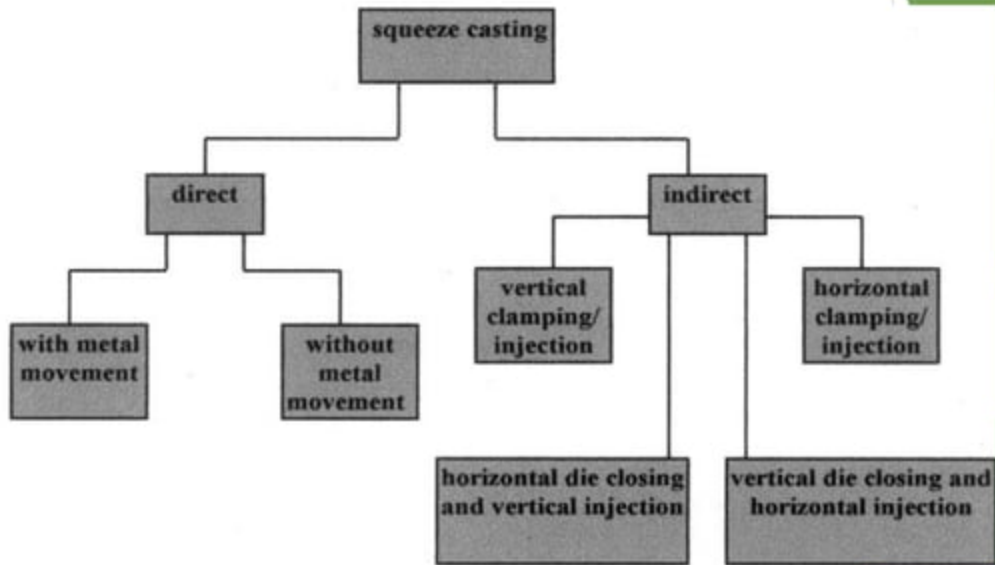 squeeze casting
direct
indirect
with metal
movement
without
metal
movement
vertical
clamping/
injection
horizontal
clamping/
injection
horizontal die closing
and vertical injection
vertical die closing and
horizontal injection